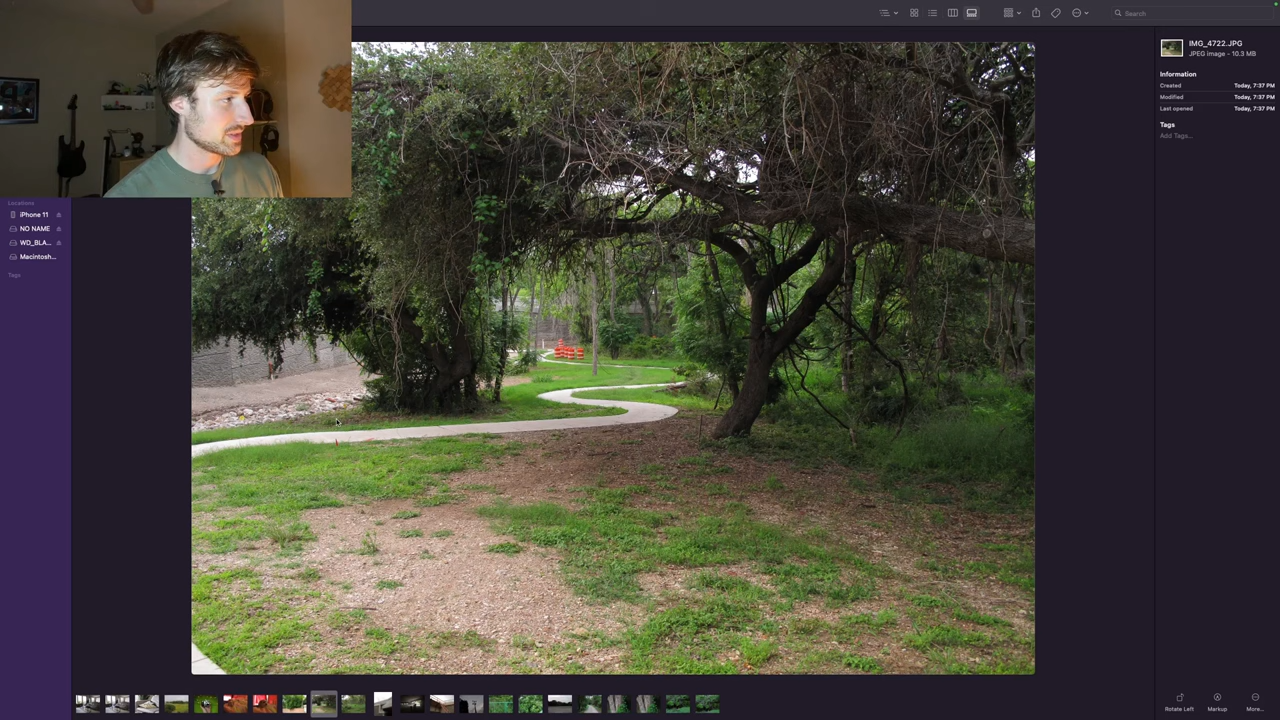 Search
IMG_4722.JPG
JPEG image - 10.3 MB
Information
Created Today, 7:37 PM
Modified Today, 7:37 PM
Last opened Today, 7:37 PM
Tags
Add Tags...
Locations
iPhone 11
NO NAME
WD_BLA...
Macintosh...
Tags
Rotate Left
Markup
More...